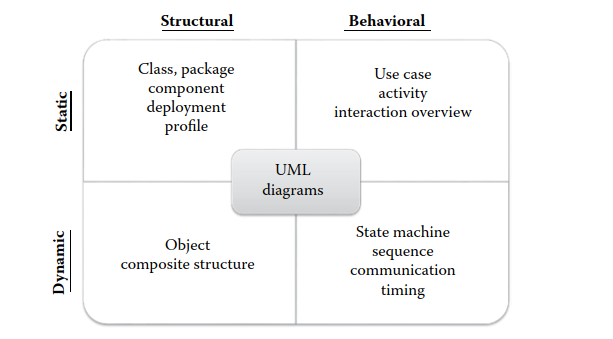 Structural
Behavioral
Static
Class, package
component
deployment
profile
Use case
activity
interaction overview
UML
diagrams
Dynamic
Object
composite structure
State machine
sequence
communication
timing